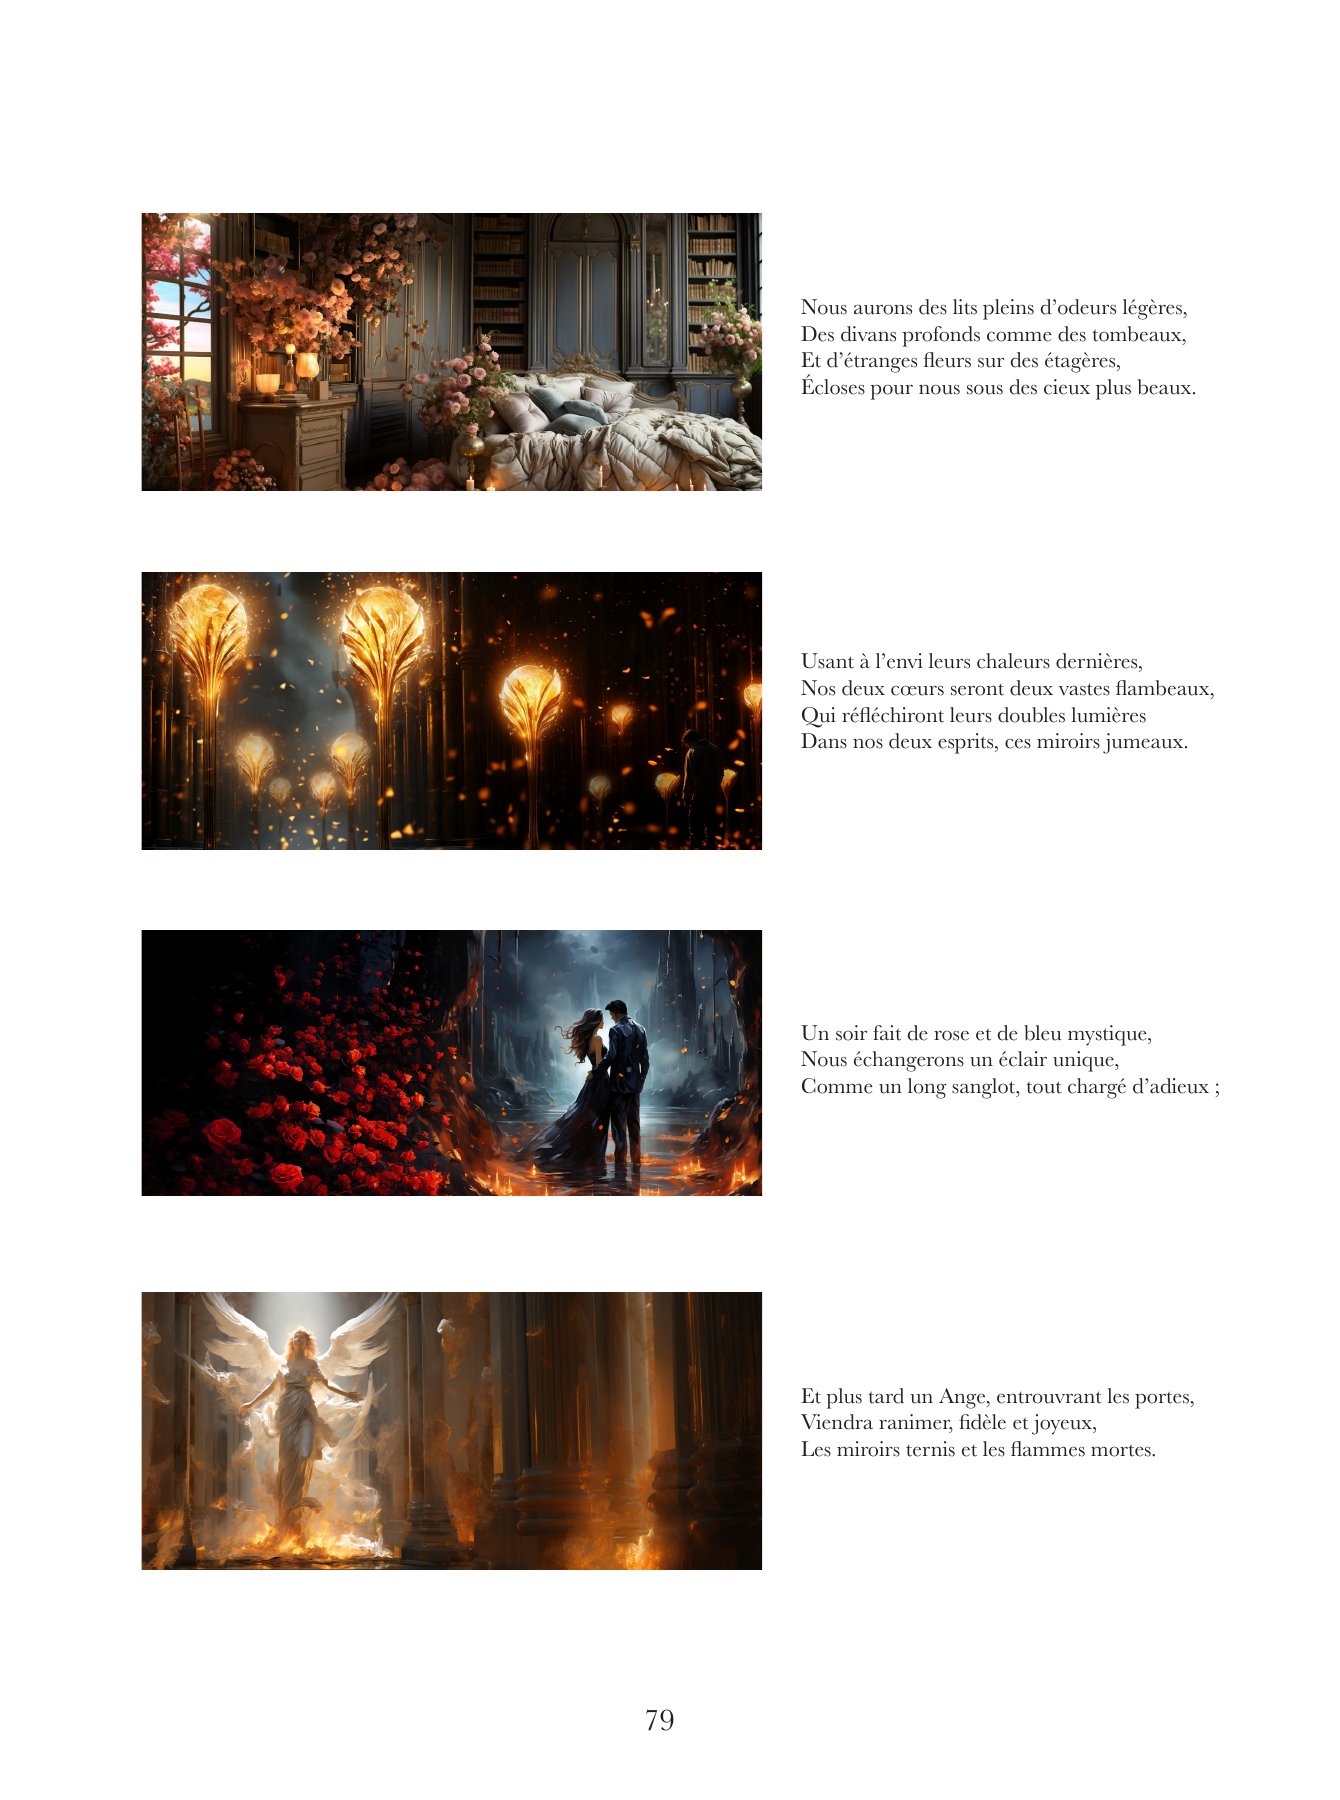 Nous aurons des lits pleins d’odeurs légères,
Des divans profonds comme des tombeaux,
Et d’étranges fleurs sur des étagères,
Écloses pour nous sous des cieux plus beaux.
Usant à l’envi leurs chaleurs dernières,
Nos deux cœurs seront deux vastes flambeaux,
Qui réfléchiront leurs doubles lumières
Dans nos deux esprits, ces miroirs jumeaux.
Un soir fait de rose et de bleu mystique,
Nous échangerons un éclair unique,
Comme un long sanglot, tout chargé d’adieux ;
Et plus tard un Ange, entrouvrant les portes,
Viendra ranimer, fidèle et joyeux,
Les miroirs ternis et les flammes mortes.
79